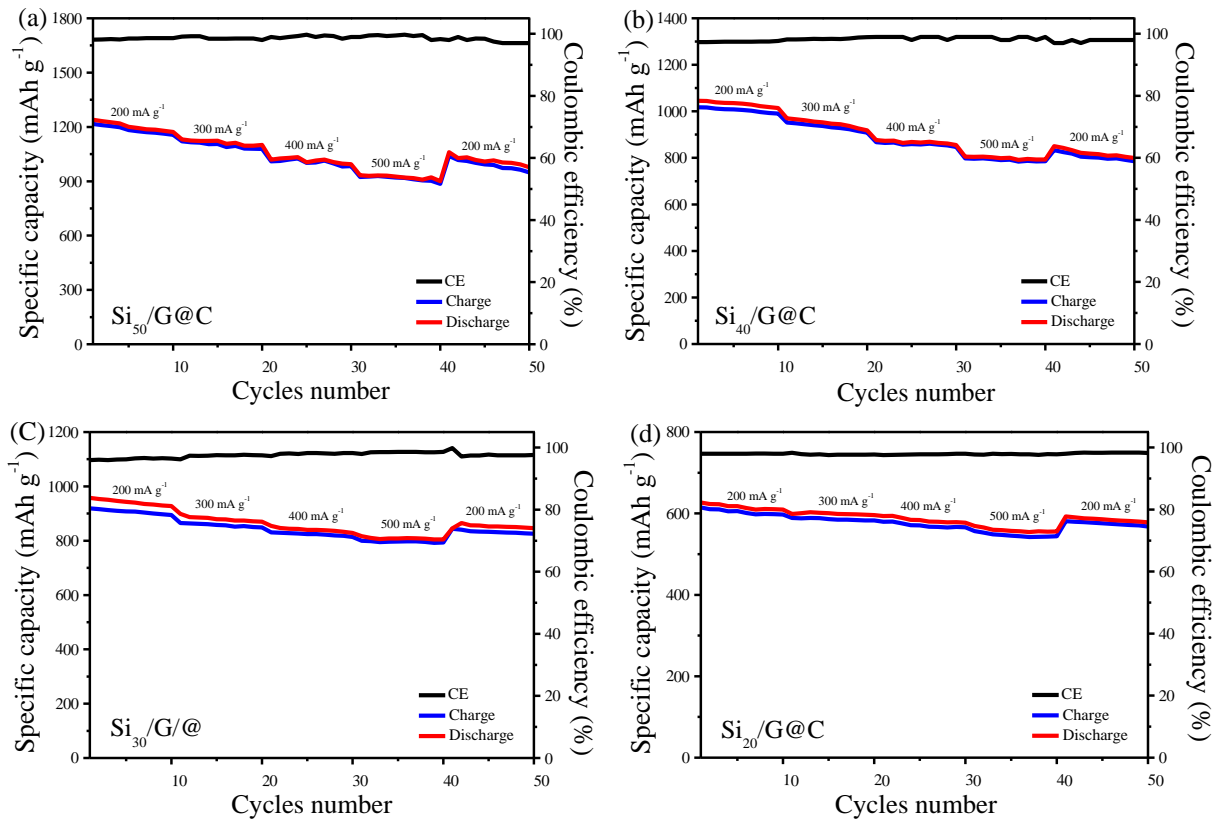 (a)
Specific capacity (mAh g⁻¹)
1800
1500
1200
900
600
300
0
200 mA g⁻¹
300 mA g⁻¹
400 mA g⁻¹
500 mA g⁻¹
200 mA g⁻¹
CE
Charge
Discharge
Si₅₀/G@C
10
20
30
40
50
Cycles number
100
80
60
40
20
0
Coulombic efficiency (%)
(b)
Specific capacity (mAh g⁻¹)
1400
1200
1000
800
600
400
200
0
200 mA g⁻¹
300 mA g⁻¹
400 mA g⁻¹
500 mA g⁻¹
200 mA g⁻¹
CE
Charge
Discharge
Si₄₀/G@C
10
20
30
40
50
Cycles number
100
80
60
40
20
0
Coulombic efficiency (%)
(C)
Specific capacity (mAh g⁻¹)
1200
1000
800
600
400
200
0
200 mA g⁻¹
300 mA g⁻¹
400 mA g⁻¹
500 mA g⁻¹
200 mA g⁻¹
CE
Charge
Discharge
Si₃₀/G/@
10
20
30
40
50
Cycles number
100
80
60
40
20
0
Coulombic efficiency (%)
(d)
Specific capacity (mAh g⁻¹)
800
600
400
200
0
200 mA g⁻¹
300 mA g⁻¹
400 mA g⁻¹
500 mA g⁻¹
200 mA g⁻¹
CE
Charge
Discharge
Si₂₀/G@C
10
20
30
40
50
Cycles number
100
80
60
40
20
0
Coulombic efficiency (%)